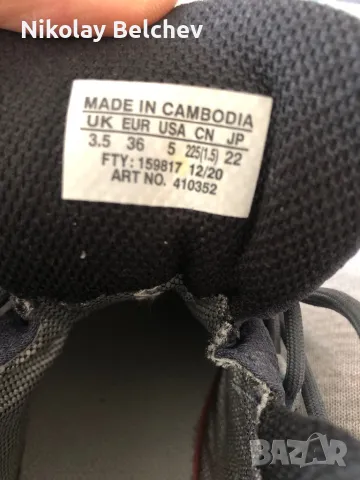 Nikolay Belchev
MADE IN CAMBODIA
UK EUR USA CN JP
3.5 36 5 225(1.5) 22
FTY: 159817 12/20
ART NO. 410352
BAZAR